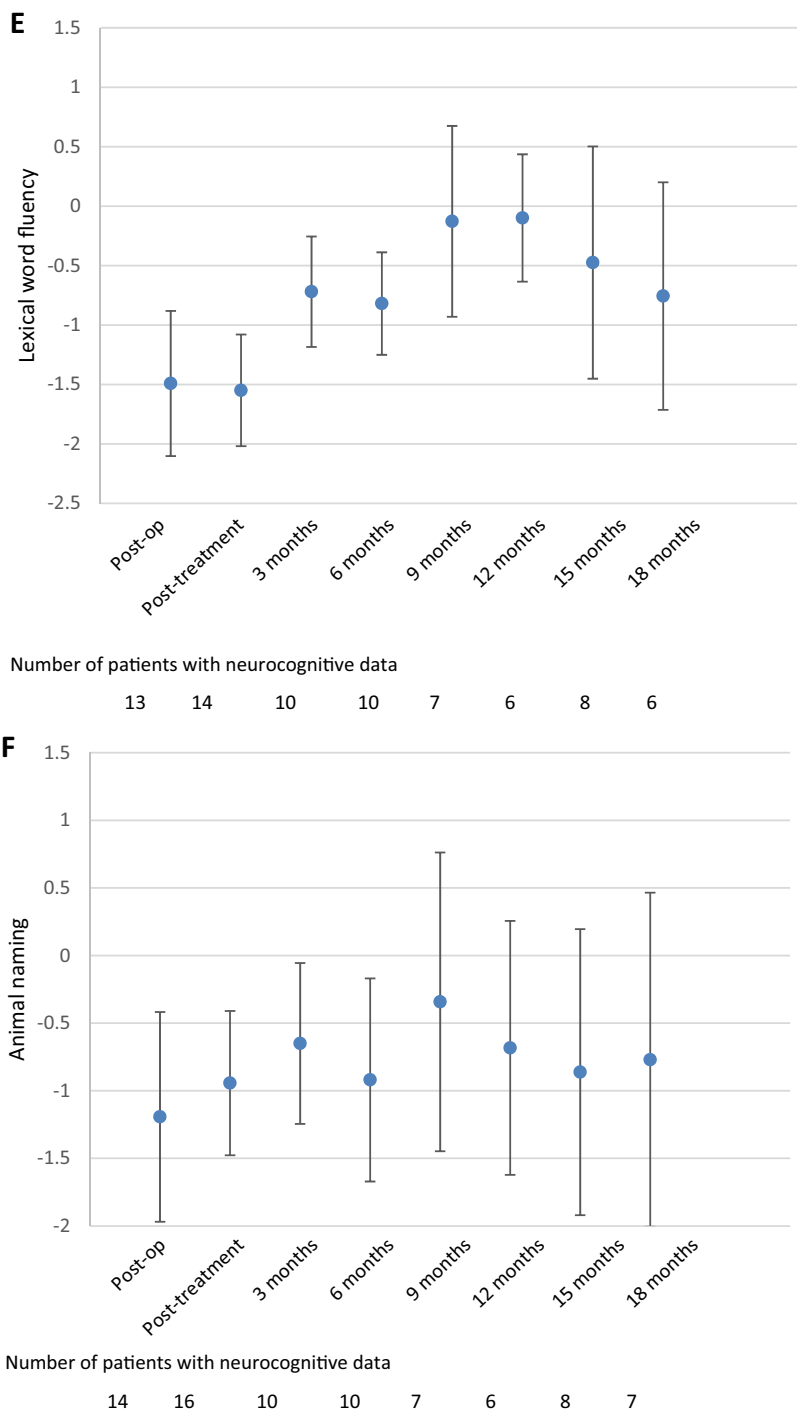 E
1.5
1
0.5
0
-0.5
-1
-1.5
-2
-2.5
Lexical word fluency
Post-op
Post-treatment
3 months
6 months
9 months
12 months
15 months
18 months
Number of patients with neurocognitive data
13 14 10 10 7 6 8 6
F
1.5
1
0.5
0
-0.5
-1
-1.5
-2
Animal naming
Post-op
Post-treatment
3 months
6 months
9 months
12 months
15 months
18 months
Number of patients with neurocognitive data
14 16 10 10 7 6 8 7